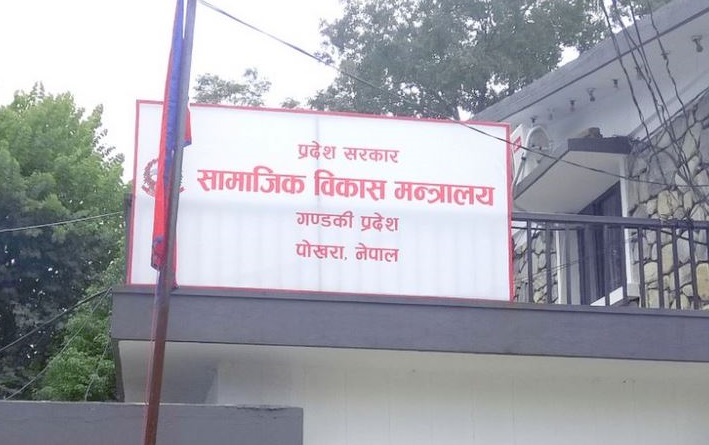 प्रदेश सरकार
सामाजिक विकास मन्त्रालय
गण्डकी प्रदेश
पोखरा, नेपाल